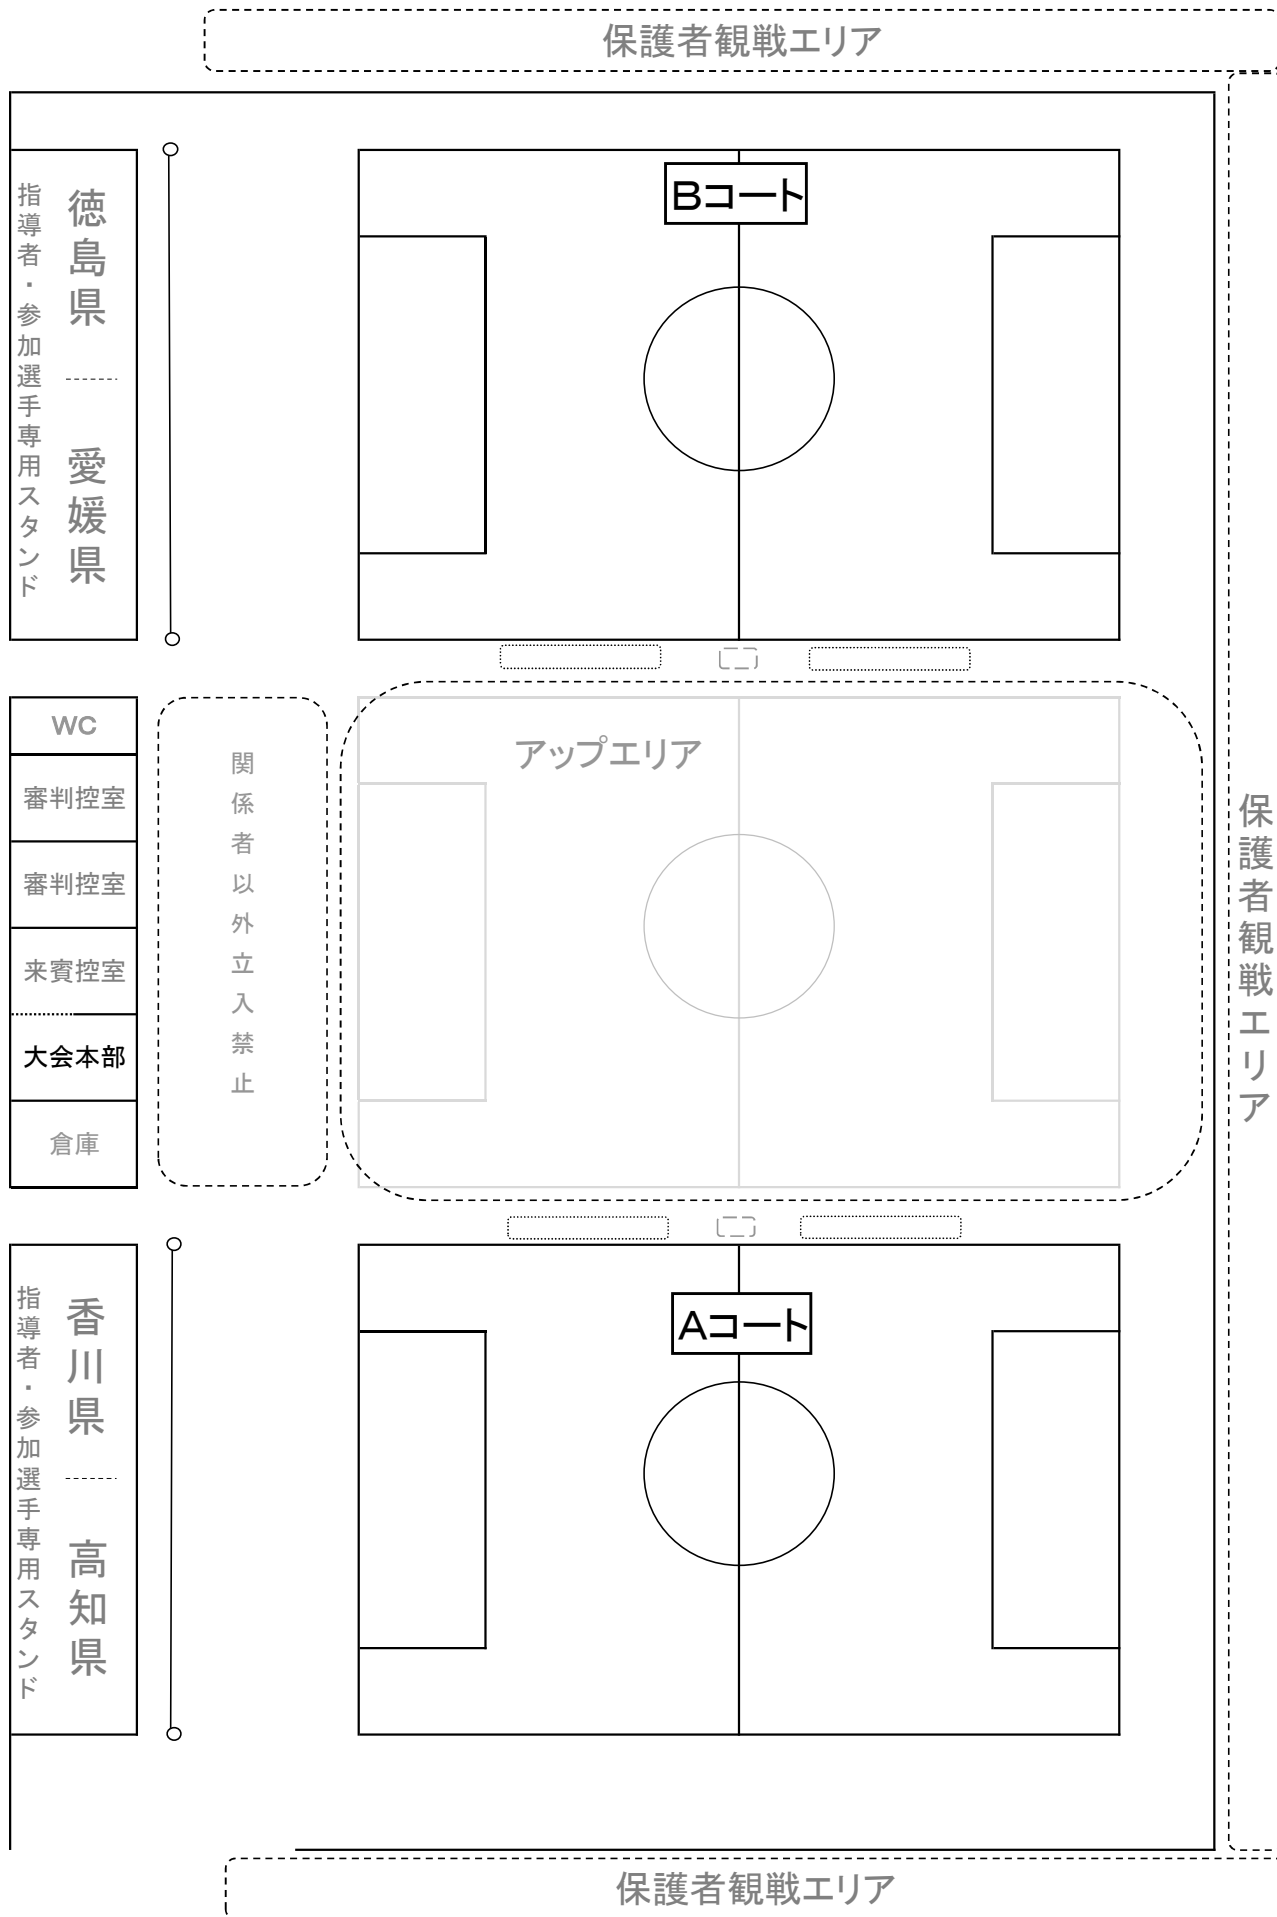 保護者観戦エリア
Bコート
徳島県
愛媛県
指導者・参加選手専用スタンド
アップエリア
WC
審判控室
審判控室
来賓控室
大会本部
倉庫
関係者以外立入禁止
保護者観戦エリア
Aコート
香川県
高知県
指導者・参加選手専用スタンド
保護者観戦エリア